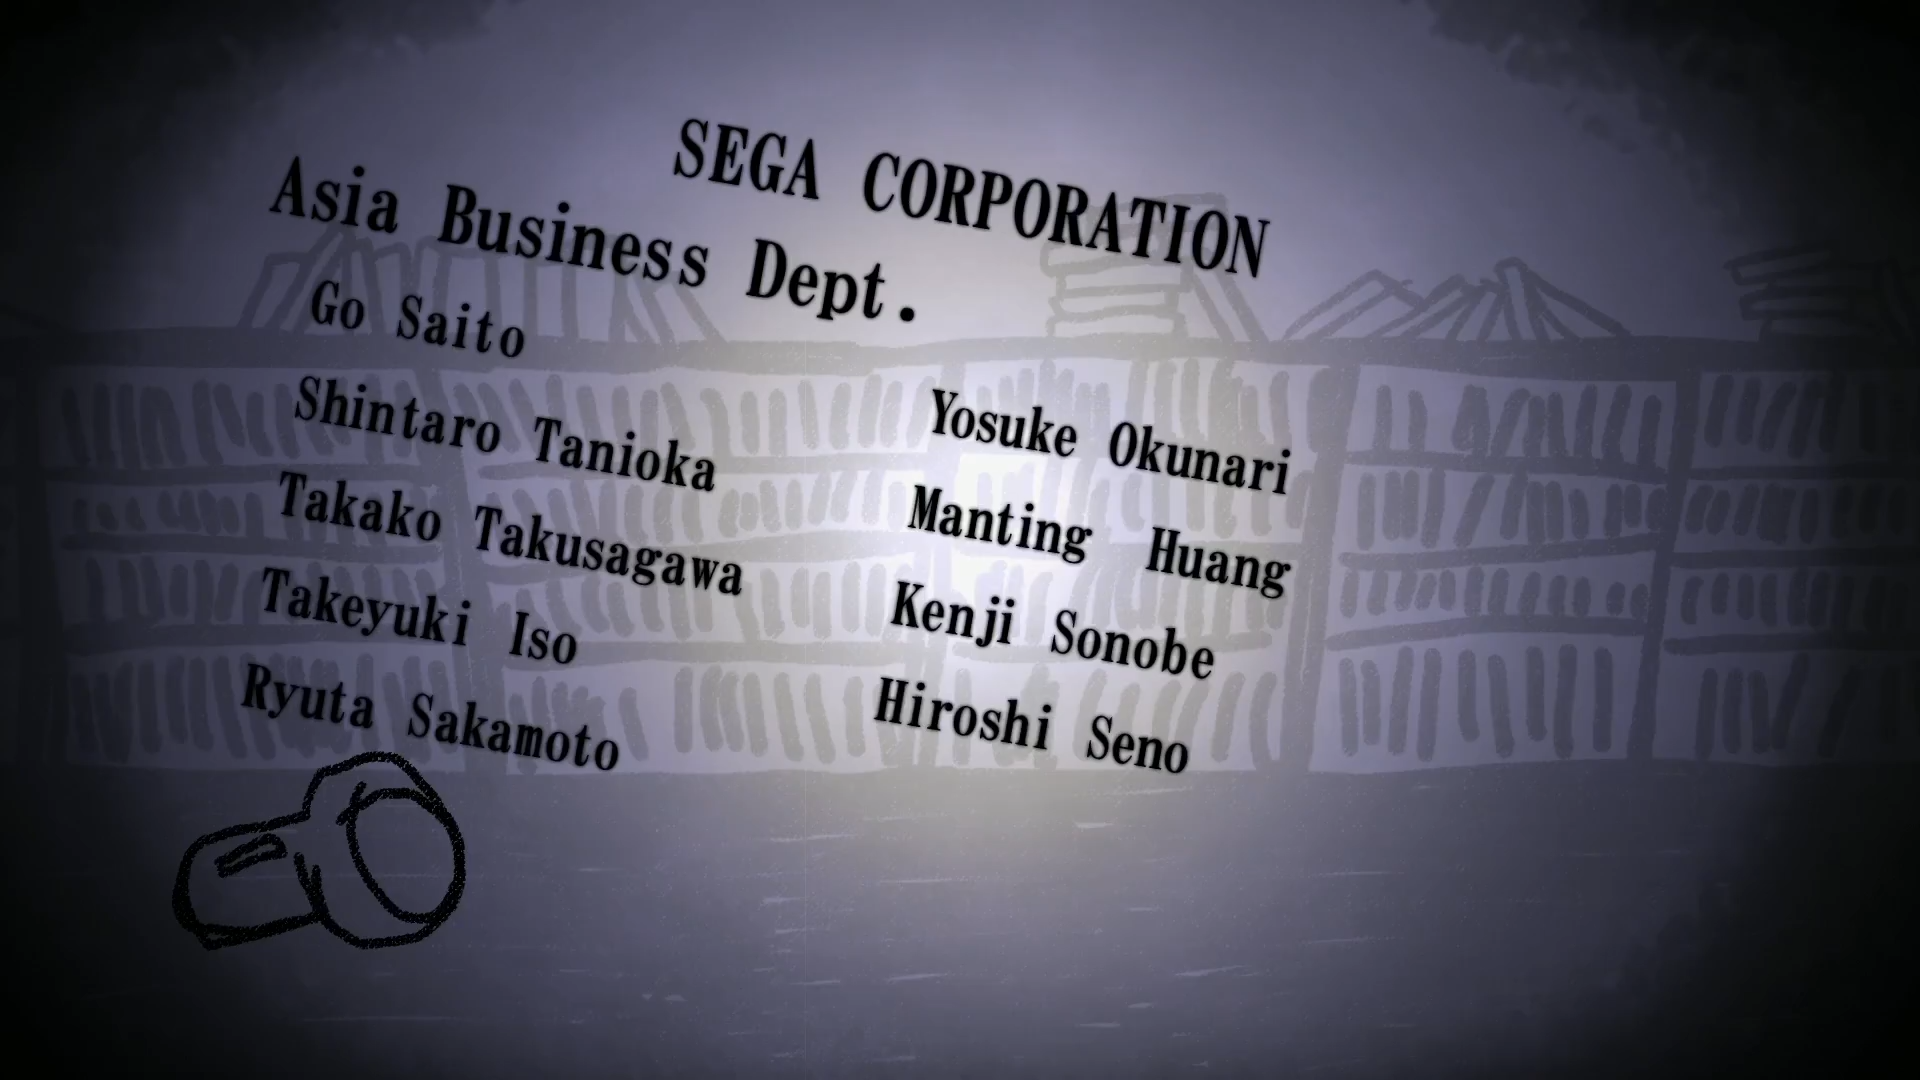 SEGA CORPORATION
Asia Business Dept.
Go Saito
Shintaro Tanioka
Takako Takusagawa
Takeyuki Iso
Ryuta Sakamoto
Yosuke Okunari
Manting Huang
Kenji Sonobe
Hiroshi Seno